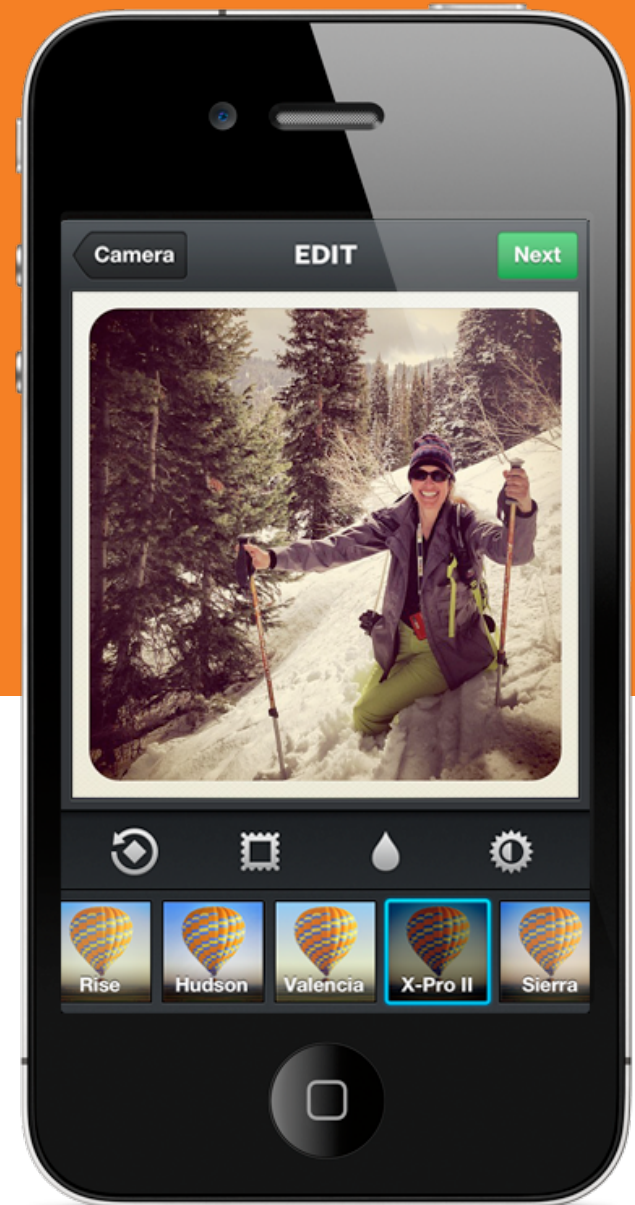 Camera
EDIT
Next
Rise
Hudson
Valencia
X-Pro II
Sierra